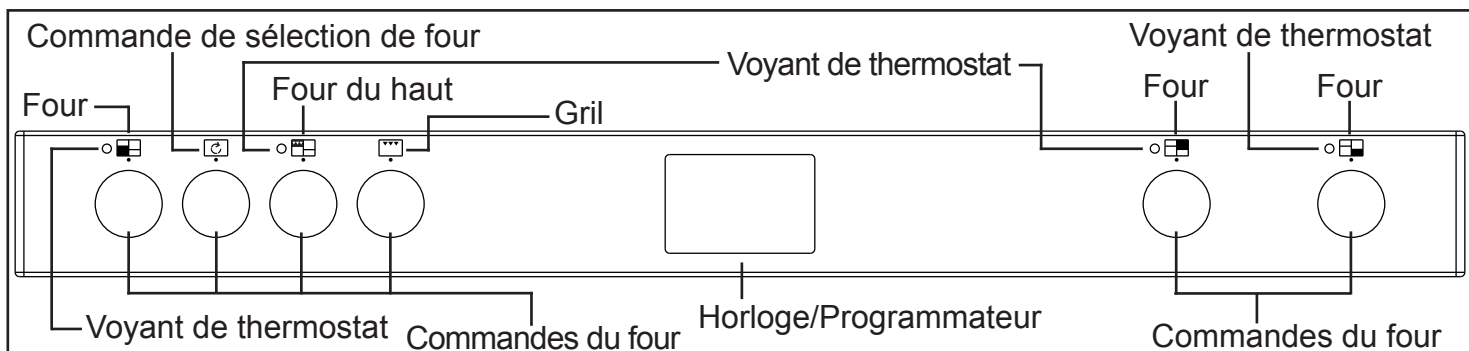 Commande de sélection de four
Voyant de thermostat
Voyant de thermostat
Four du haut
Four
Four
Four
Gril
Voyant de thermostat
Commandes du four
Horloge/Programmateur
Commandes du four